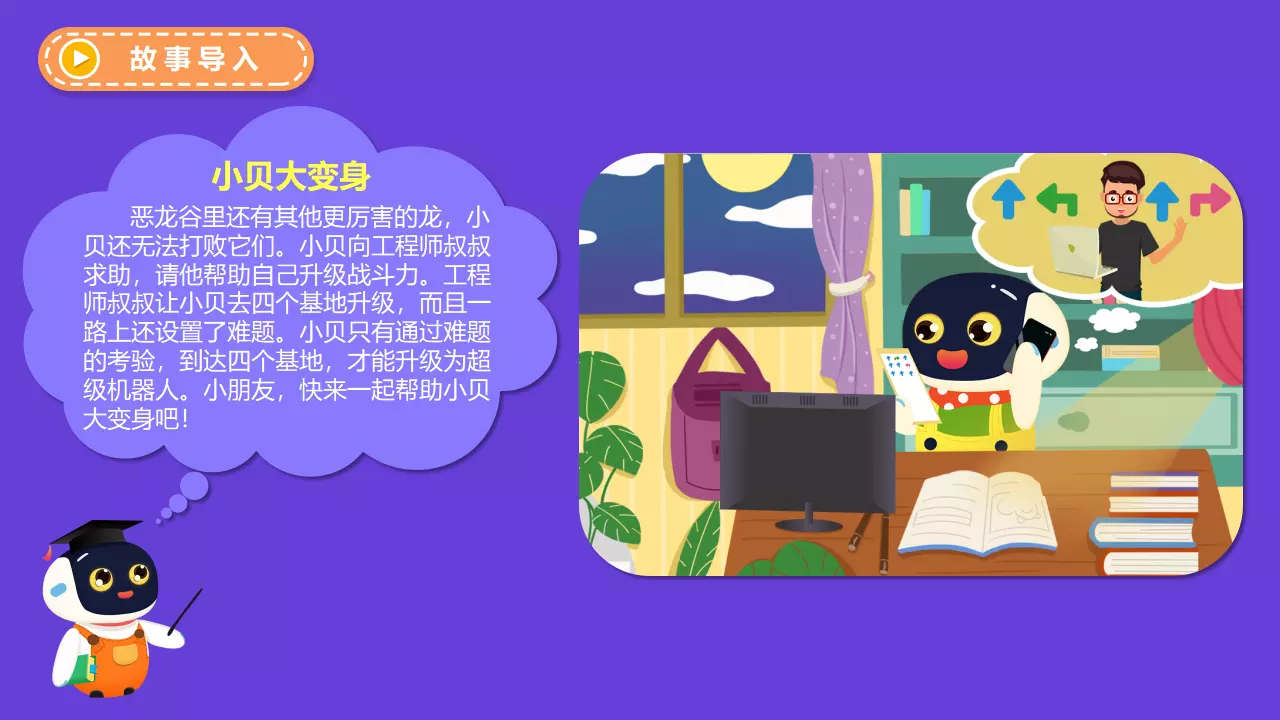 故事导入
小贝大变身
恶龙谷里还有其他更厉害的龙，小
贝还无法打败它们。小贝向工程师叔叔
求助，请他帮助自己升级战斗力。工程
师叔叔让小贝去四个基地升级，而且一
路上还设置了难题。小贝只有通过难题
的考验，到达四个基地，才能升级为超
级机器人。小朋友，快来一起帮助小贝
大变身吧！